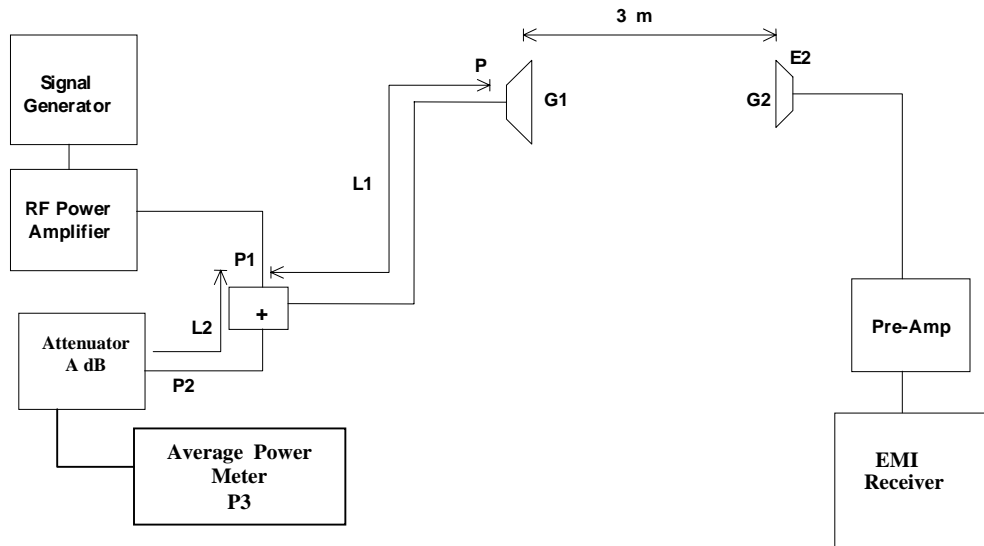 3 m
P
E2
Signal
Generator
G1
G2
L1
RF Power
Amplifier
P1
+
L2
Pre-Amp
Attenuator
A dB
P2
Average Power
Meter
P3
EMI
Receiver